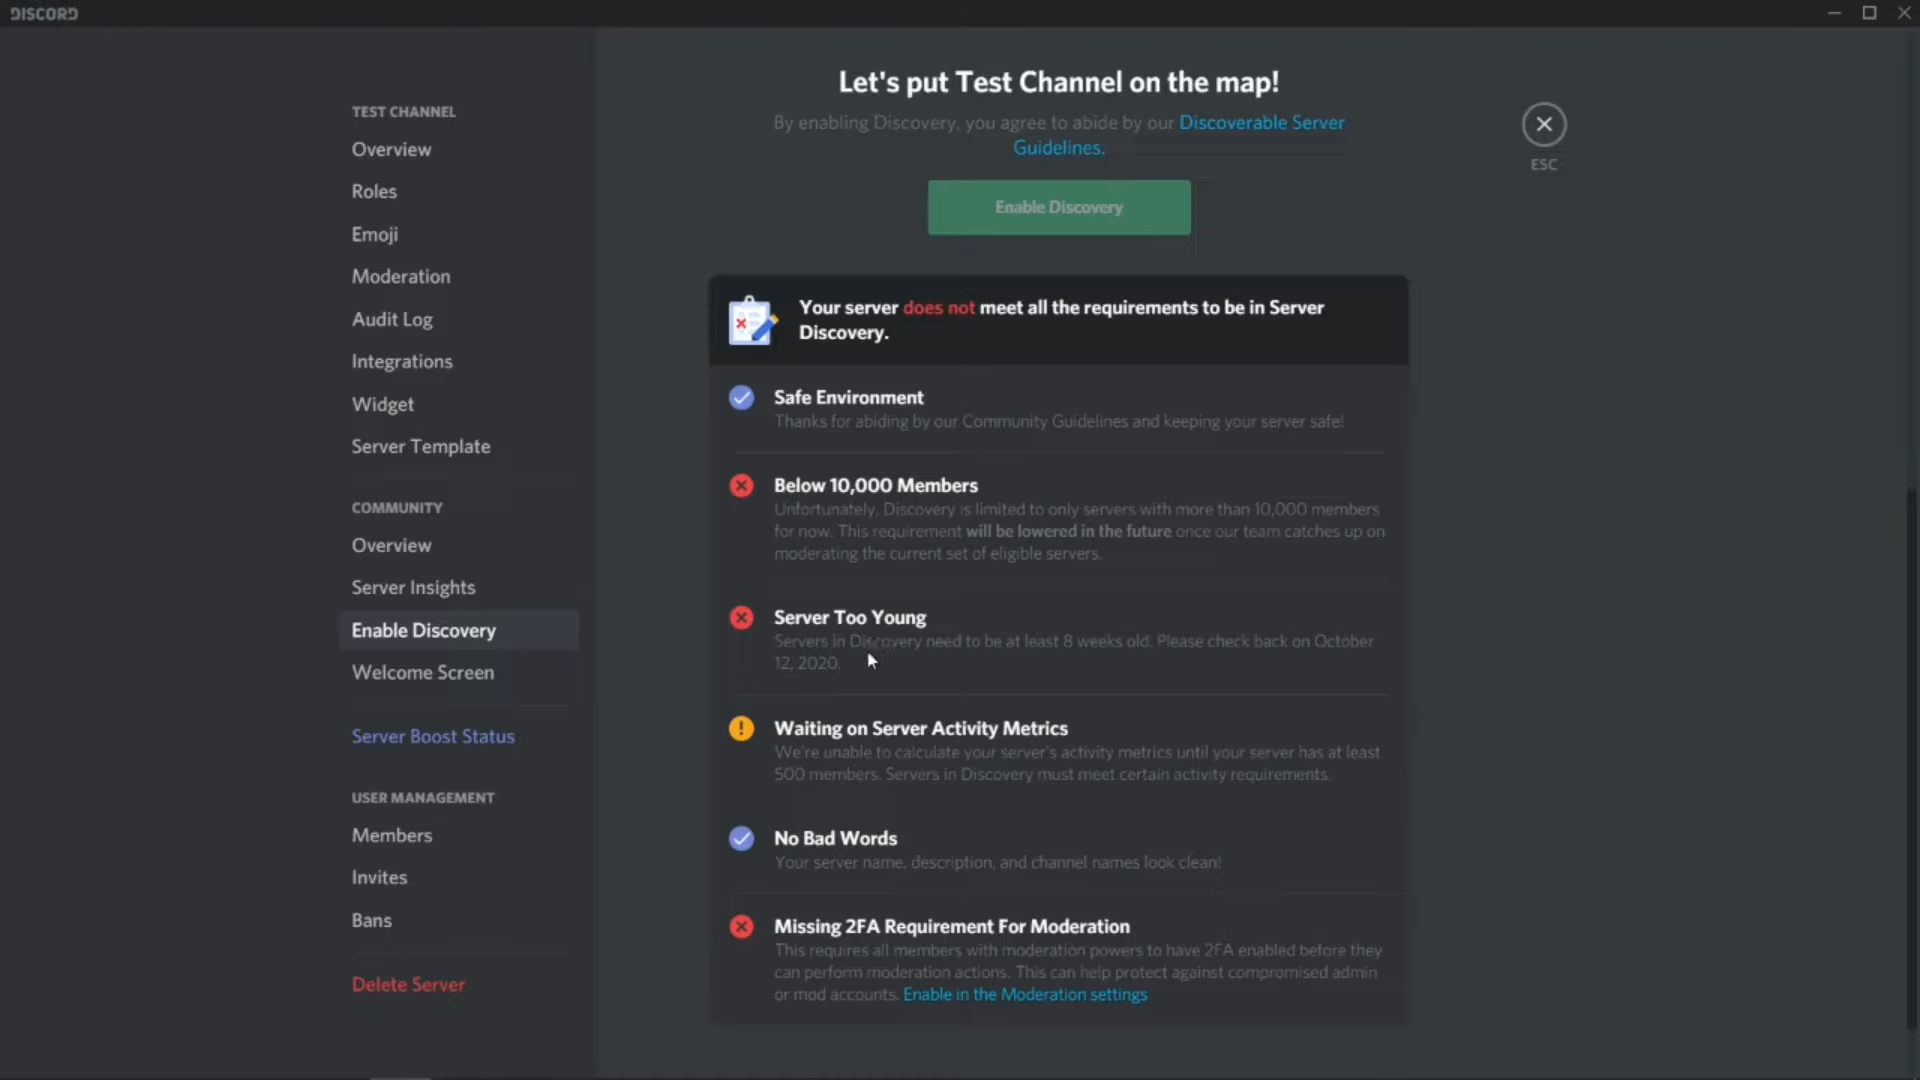 DISCORD
TEST CHANNEL
Overview
Roles
Emoji
Moderation
Audit Log
Integrations
Widget
Server Template
COMMUNITY
Overview
Server Insights
Enable Discovery
Welcome Screen
Server Boost Status
USER MANAGEMENT
Members
Invites
Bans
Delete Server
Let's put Test Channel on the map!
By enabling Discovery, you agree to abide by our Discoverable Server
Guidelines.
Enable Discovery
ESC
Your server does not meet all the requirements to be in Server
Discovery.
Safe Environment
Thanks for abiding by our Community Guidelines and keeping your server safe!
Below 10,000 Members
Unfortunately, Discovery is limited to only servers with more than 10,000 members
for now. This requirement will be lowered in the future once our team catches up on
moderating the current set of eligible servers.
Server Too Young
Servers in Discovery need to be at least 8 weeks old. Please check back on October
12, 2020.
Waiting on Server Activity Metrics
We're unable to calculate your server's activity metrics until your server has at least
500 members. Servers in Discovery must meet certain activity requirements.
No Bad Words
Your server name, description, and channel names look clean!
Missing 2FA Requirement For Moderation
This requires all members with moderation powers to have 2FA enabled before they
can perform moderation actions. This can help protect against compromised admin
or mod accounts. Enable in the Moderation settings